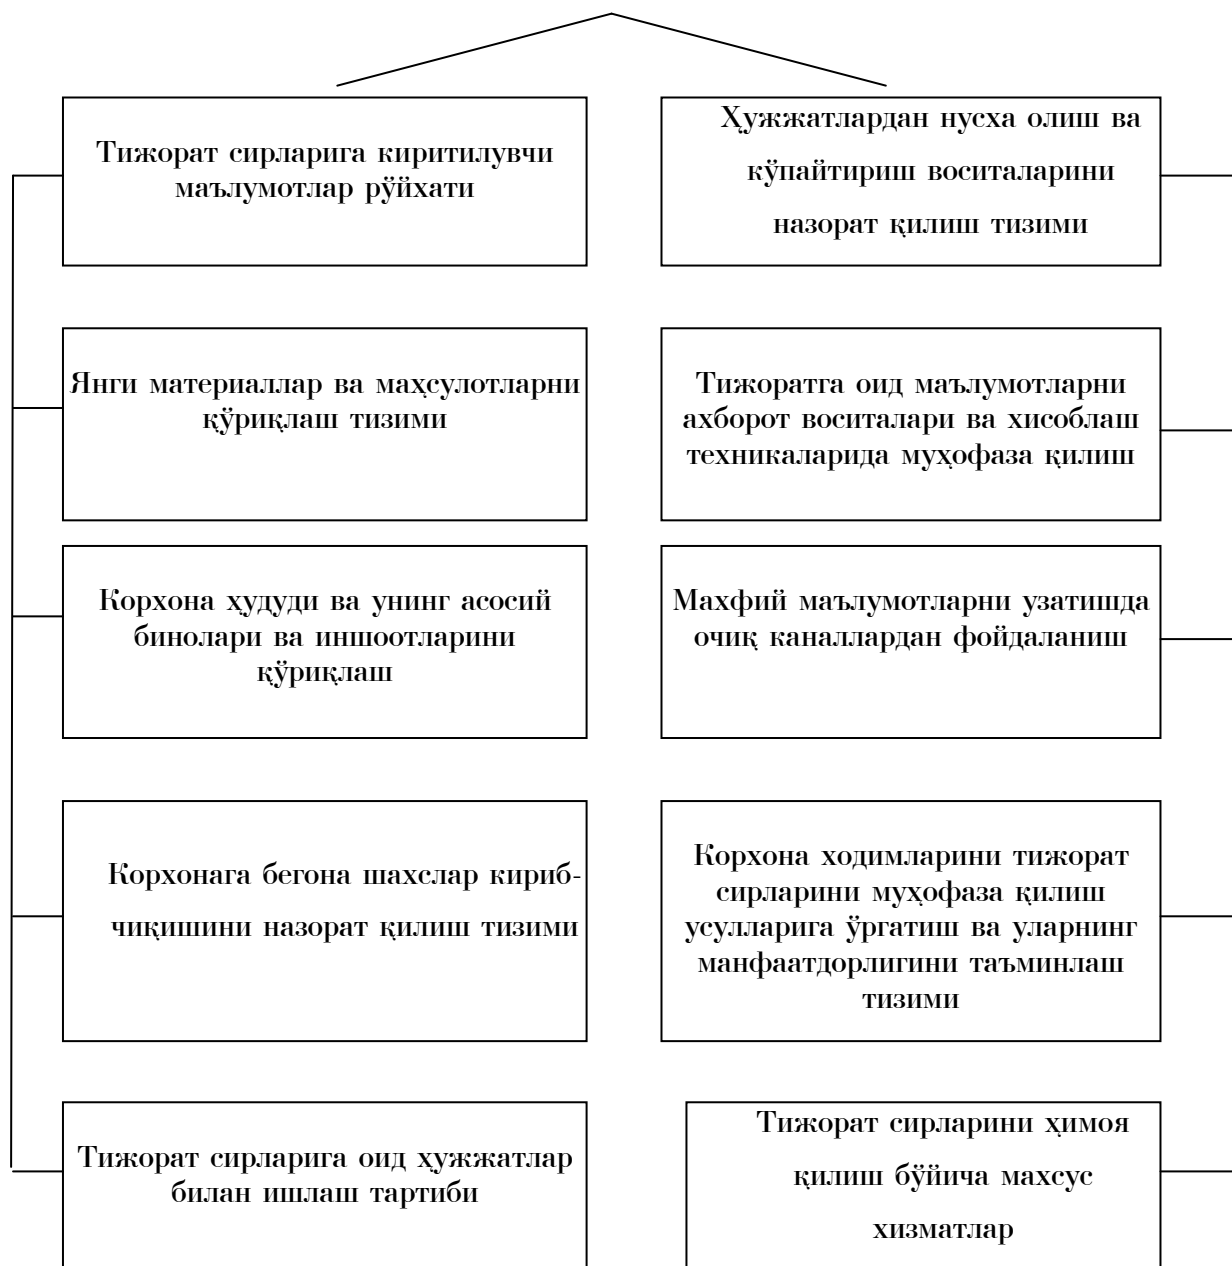 Тижорат сирларига киритилувчи
маълумотлар рўйхати
Янги материаллар ва маҳсулотларни
қўриқлаш тизими
Корхона ҳудуди ва унинг асосий
бинолари ва иншоотларини
қўриқлаш
Корхонага бегона шахслар кириб-
чиқишини назорат қилиш тизими
Тижорат сирларига оид ҳужжатлар
билан ишлаш тартиби
Ҳужжатлардан нусха олиш ва
кўпайтириш воситаларини
назорат қилиш тизими
Тижоратга оид маълумотларни
ахборот воситалари ва хисоблаш
техникаларида муҳофаза қилиш
Махфий маълумотларни узатишда
очиқ каналлардан фойдаланиш
Корхона ходимларини тижорат
сирларини муҳофаза қилиш
усулларига ўргатиш ва уларнинг
манфаатдорлигини таъминлаш
тизими
Тижорат сирларини ҳимоя
қилиш бўйича махсус
хизматлар